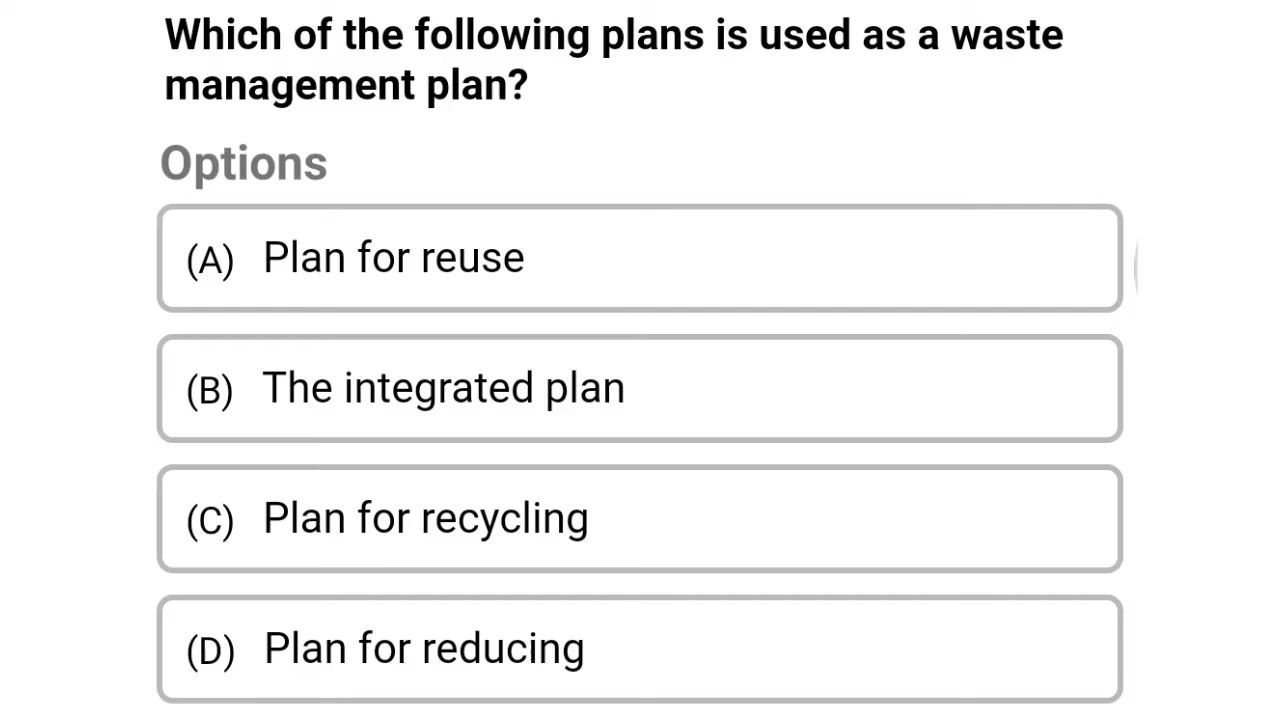 Which of the following plans is used as a waste
management plan?
Options
(A) Plan for reuse
(B) The integrated plan
(C) Plan for recycling
(D) Plan for reducing